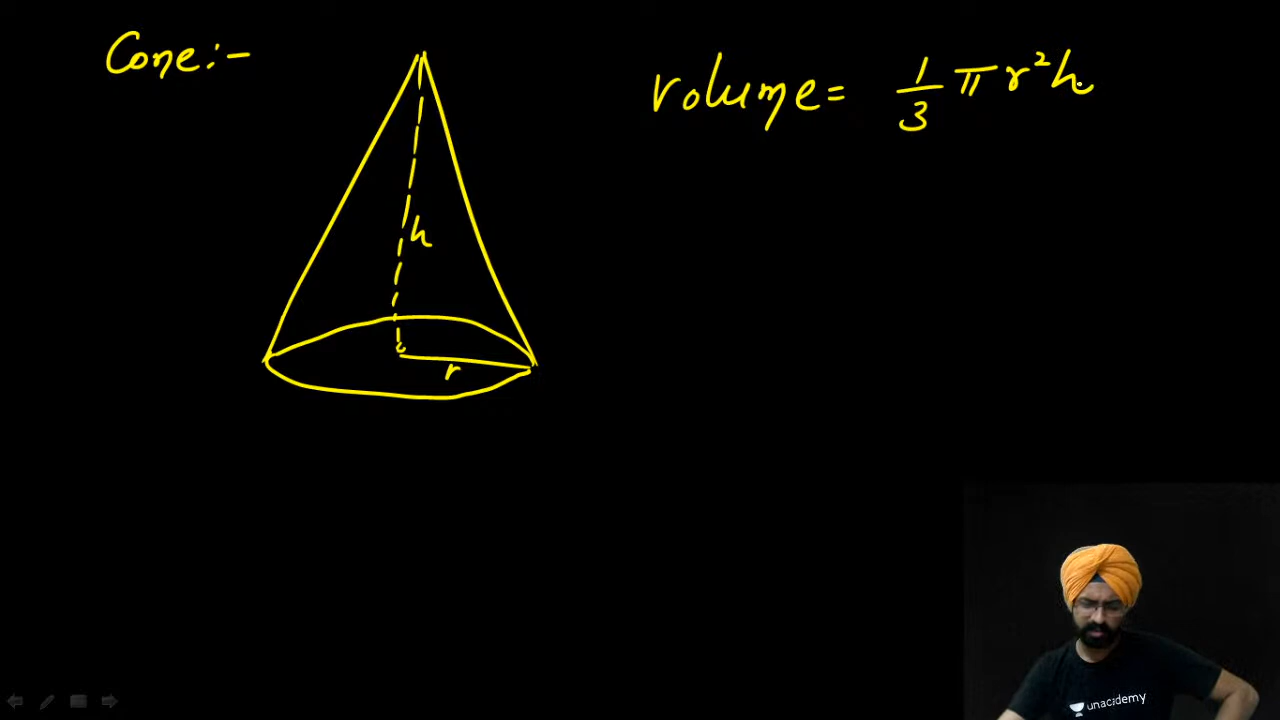 Cone:-
volume = 1/3 πr²h
h
r
unacademy